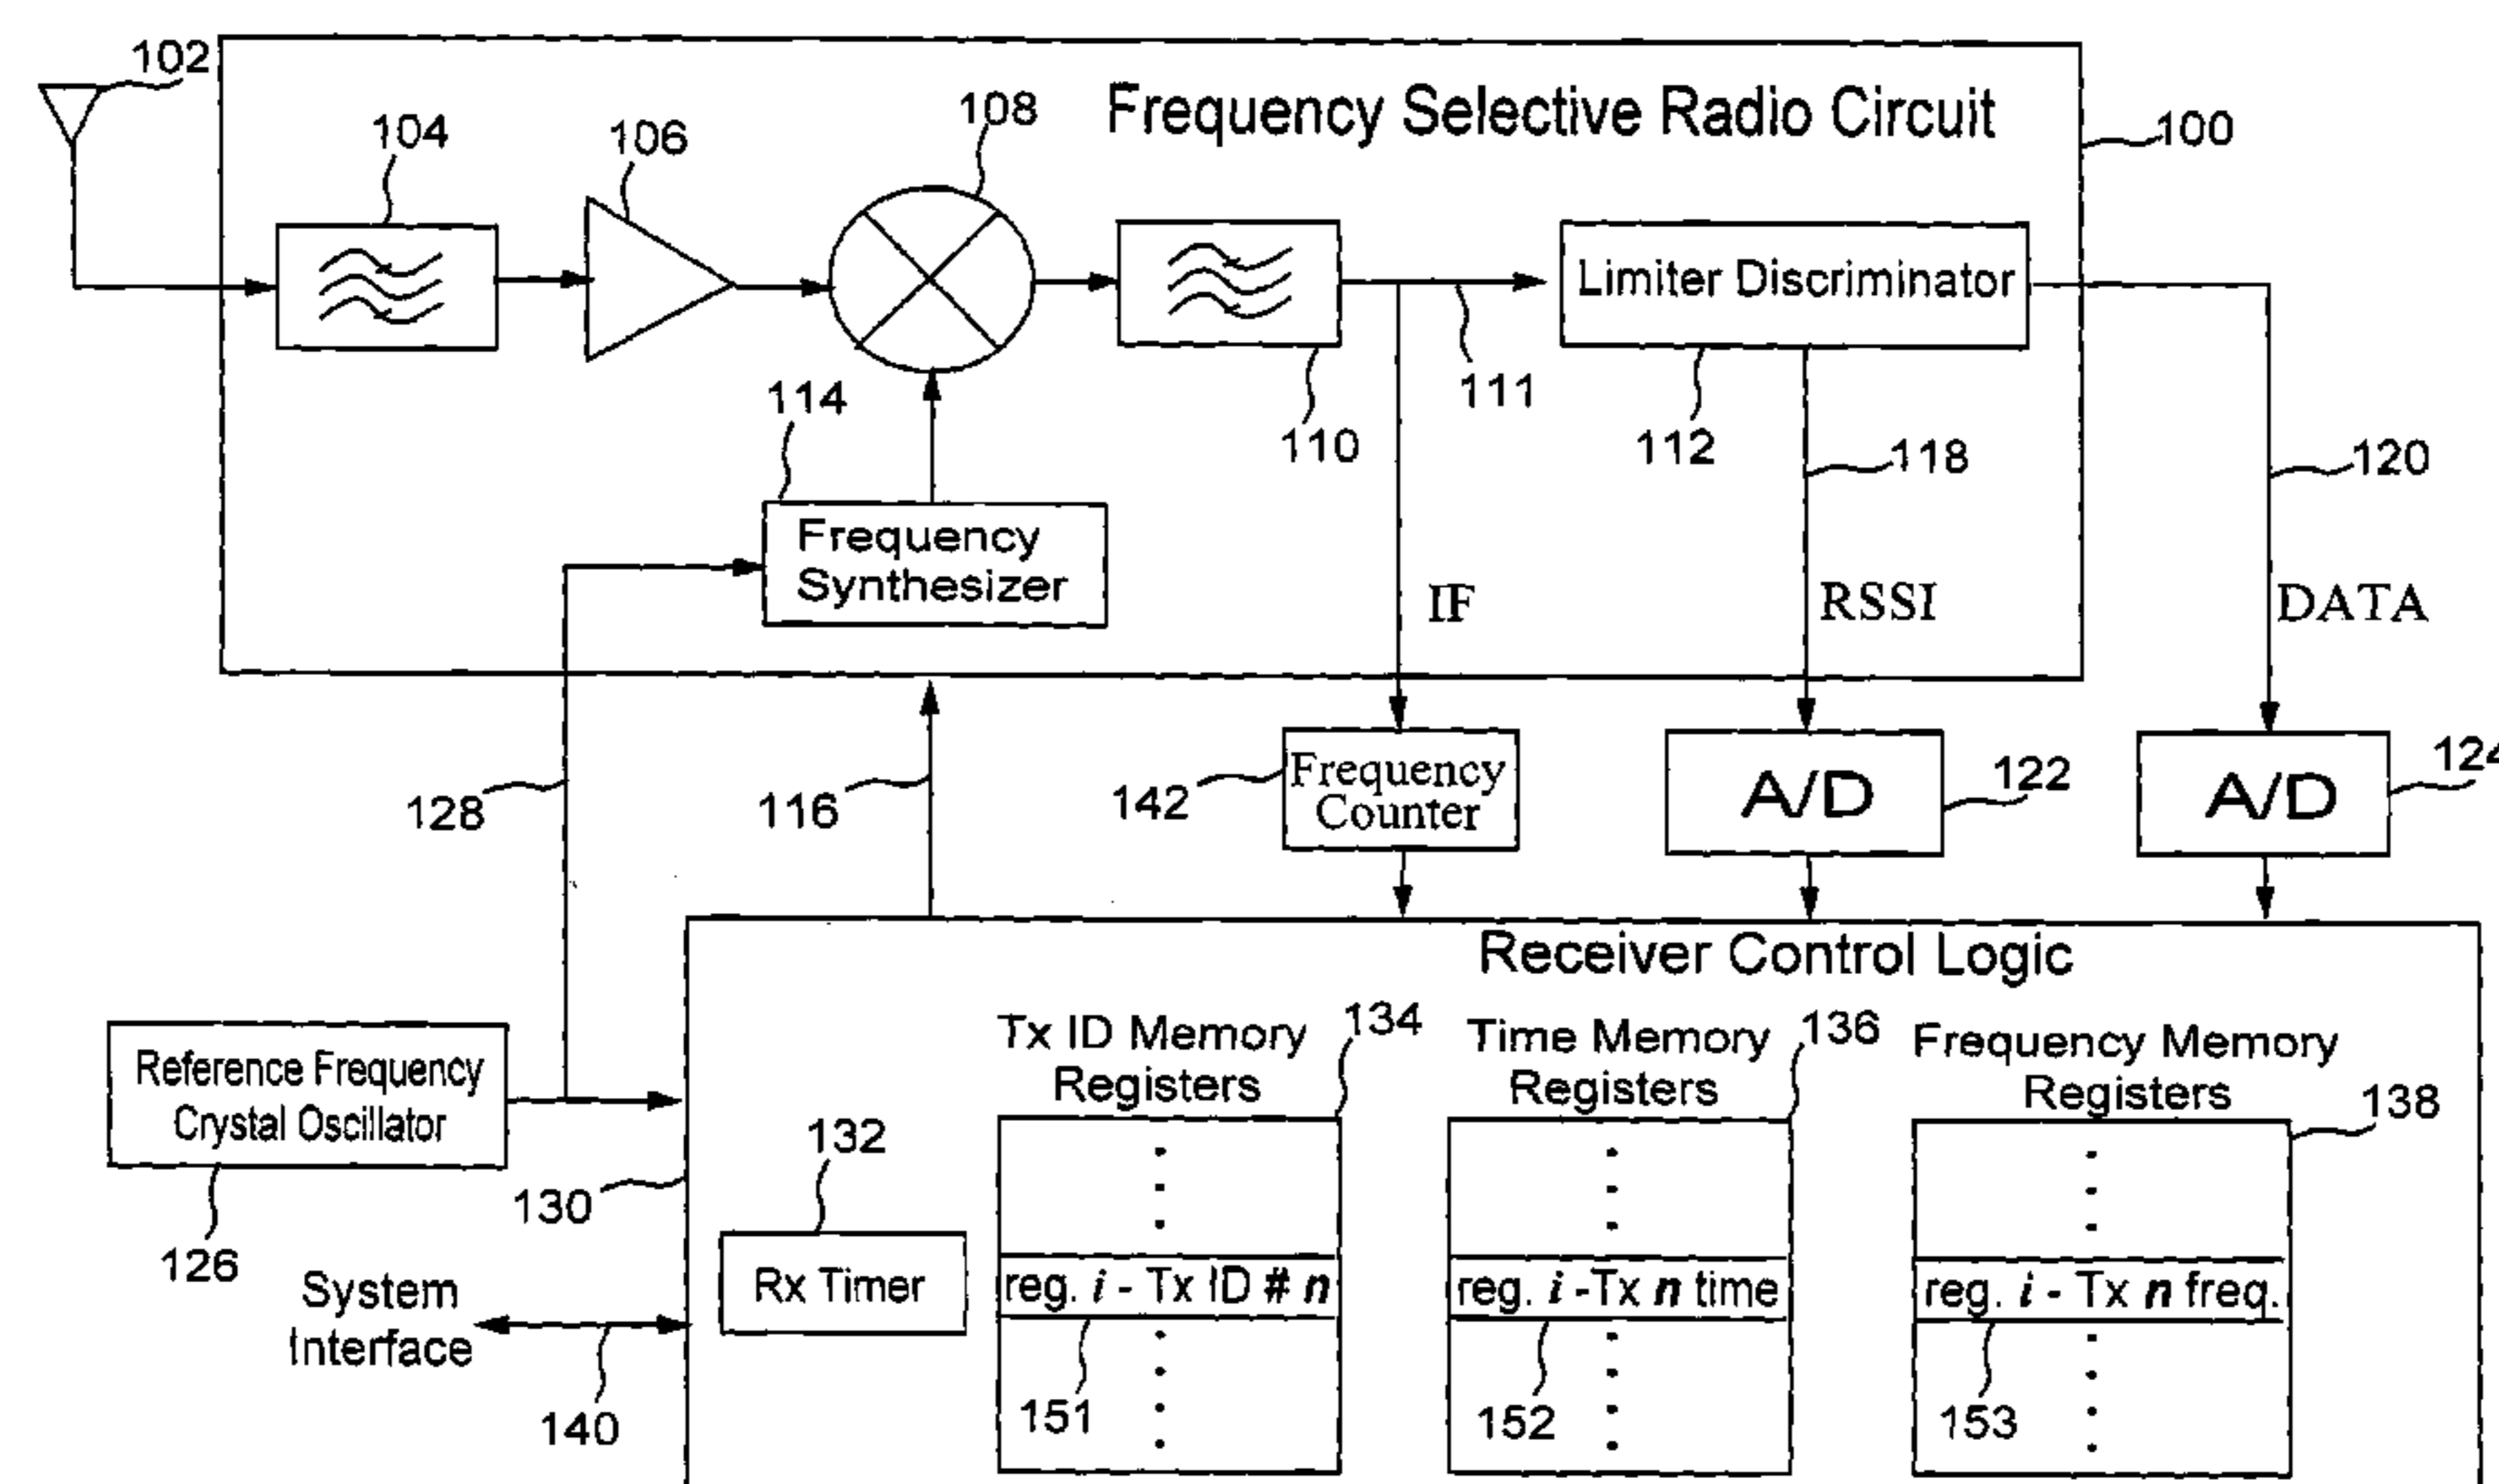 102
Frequency Selective Radio Circuit
100
104
106
108
Limiter Discriminator
111
110
112
118
120
114
Frequency
Synthesizer
IF
RSSI
DATA
128
116
142
Frequency
Counter
A/D
122
A/D
124
Receiver Control Logic
Reference Frequency
Crystal Oscillator
126
130
132
Rx Timer
System
Interface
140
Tx ID Memory
Registers
134
reg. i - Tx ID # n
151
Time Memory
Registers
136
reg. i -Tx n time
152
Frequency Memory
Registers
138
reg. i - Tx n freq.
153